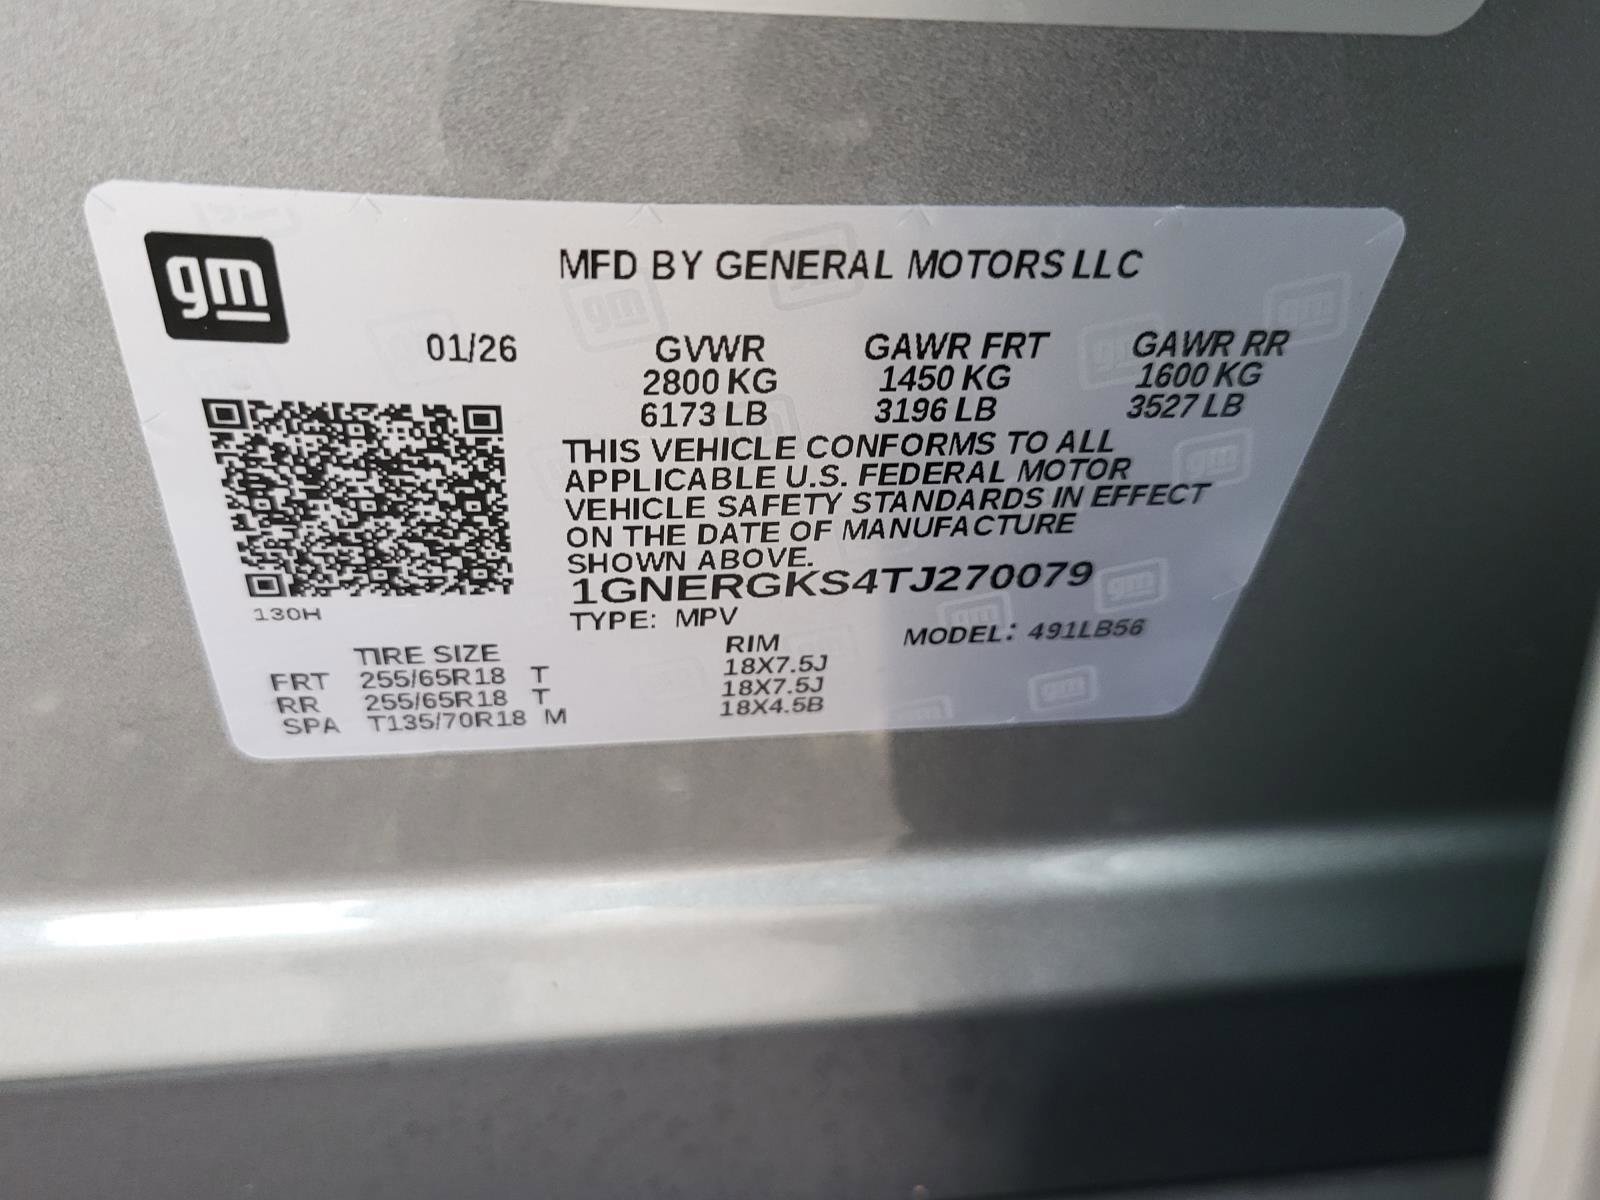 gm
MFD BY GENERAL MOTORS LLC
01/26 GVWR GAWR FRT GAWR RR
2800 KG 1450 KG 1600 KG
6173 LB 3196 LB 3527 LB
THIS VEHICLE CONFORMS TO ALL
APPLICABLE U.S. FEDERAL MOTOR
VEHICLE SAFETY STANDARDS IN EFFECT
ON THE DATE OF MANUFACTURE
SHOWN ABOVE.
1GNERGKS4TJ270079
130H
TYPE: MPV MODEL: 491LB56
TIRE SIZE RIM
FRT 255/65R18 T 18X7.5J
RR 255/65R18 T 18X7.5J
SPA T135/70R18 M 18X4.5B